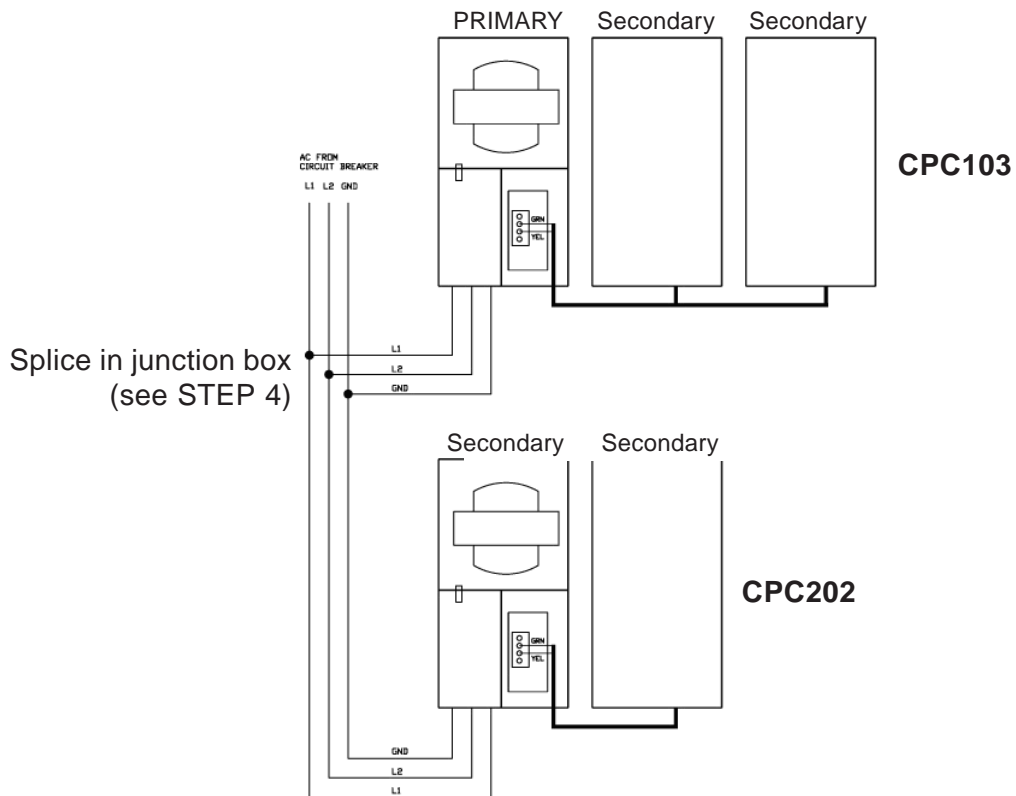 PRIMARY Secondary Secondary
AC FROM
CIRCUIT BREAKER
L1 L2 GND
CPC103
GRN
YEL
Splice in junction box
(see STEP 4)
L1
L2
GND
Secondary Secondary
CPC202
GRN
YEL
GND
L2
L1